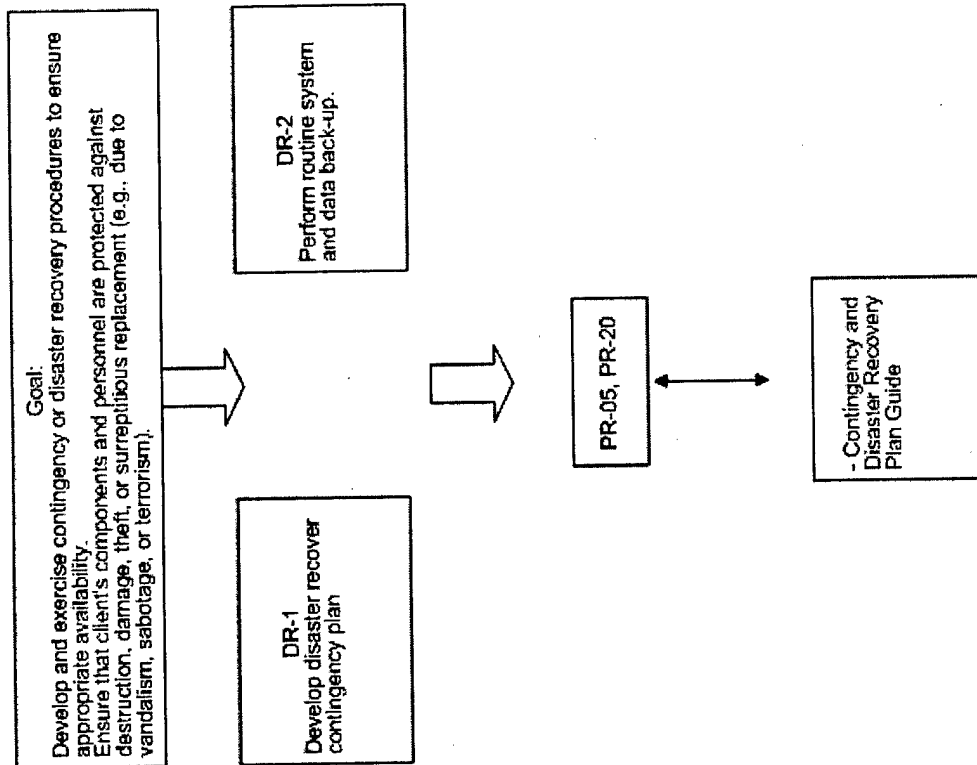 Goal:
Develop and exercise contingency or disaster recovery procedures to ensure
appropriate availability.
Ensure that client's components and personnel are protected against
destruction, damage, theft, or surreptitious replacement (e.g., due to
vandalism, sabotage, or terrorism).
DR-1
Develop disaster recover
contingency plan
DR-2
Perform routine system
and data back-up.
PR-05, PR-20
- Contingency and
Disaster Recovery
Plan Guide